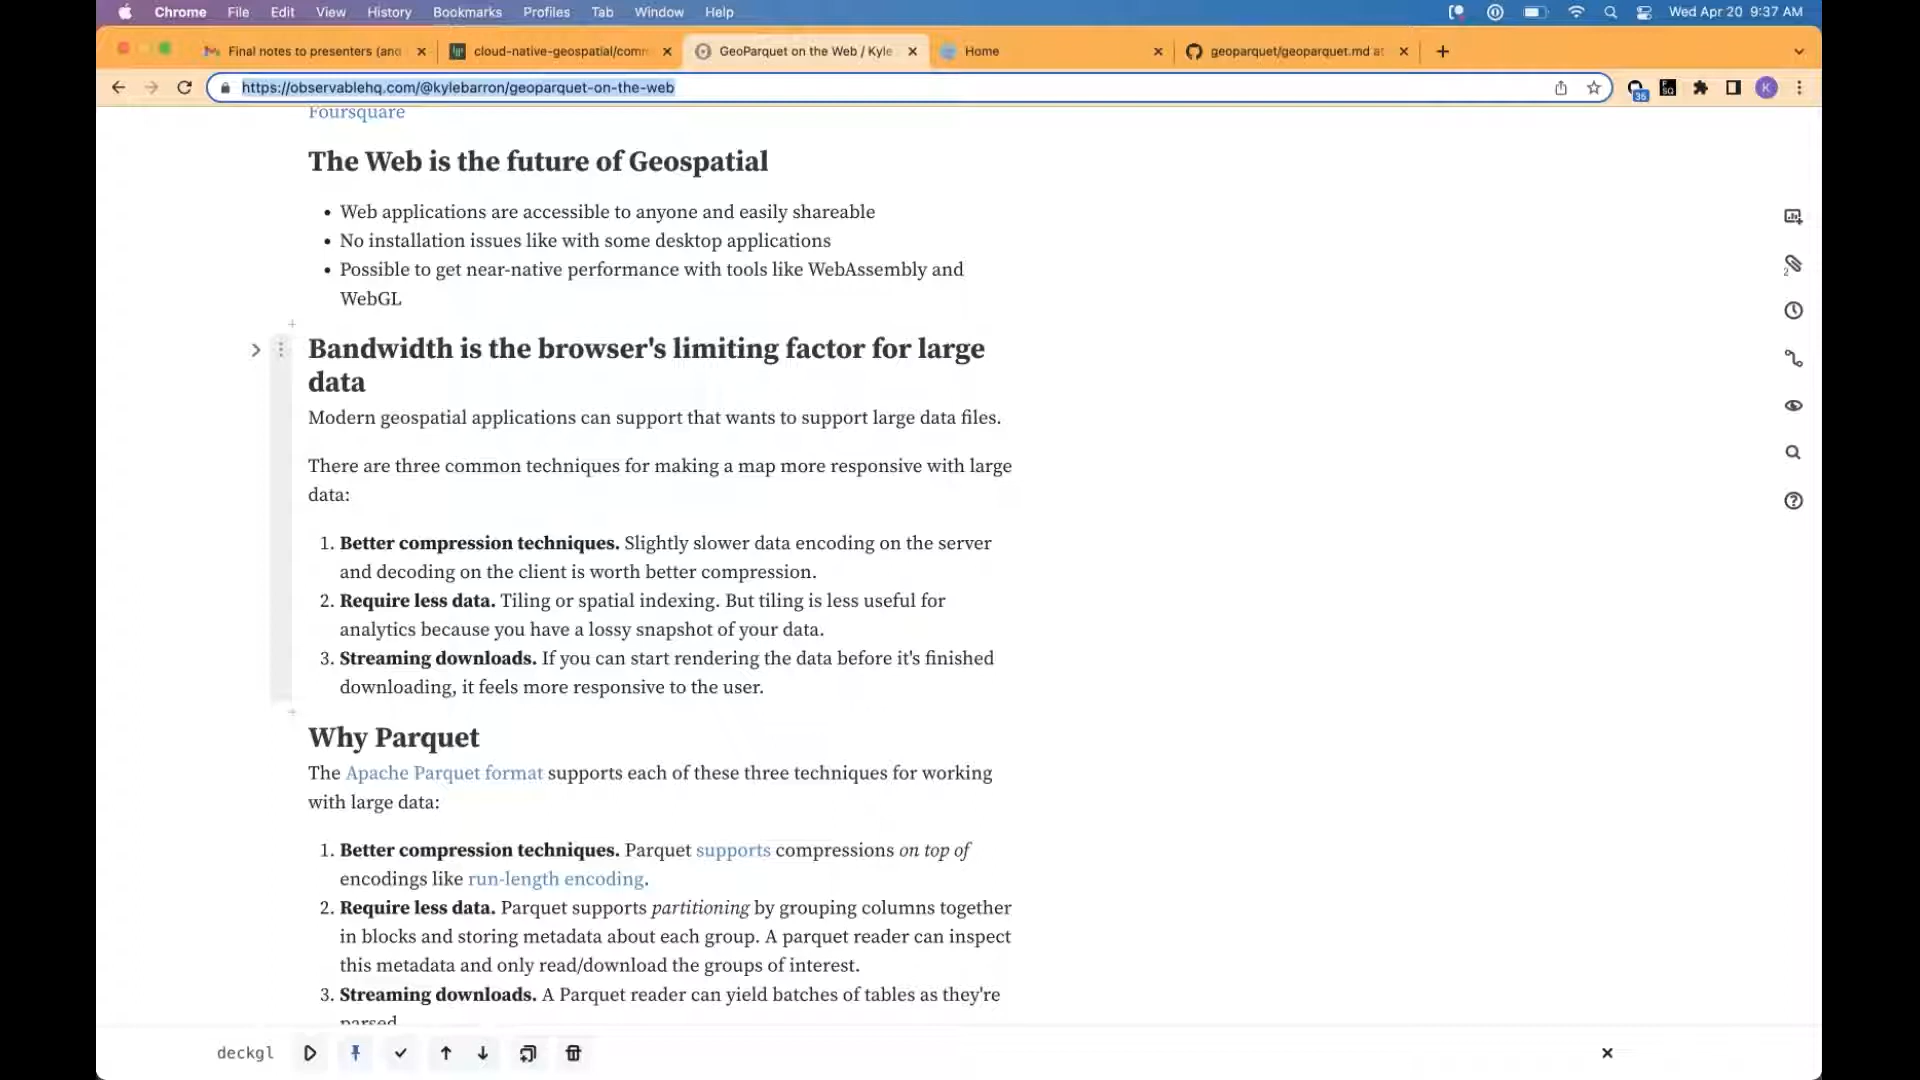 Chrome File Edit View History Bookmarks Profiles Tab Window Help Wed Apr 20 9:37 AM
Final notes to presenters (and cloud-native-geospatial/com GeoParquet on the Web / Kyle Home geoparquet/geoparquet.md at
https://observablehq.com/@kylebarron/geoparquet-on-the-web 35 SQ K
Foursquare
The Web is the future of Geospatial
• Web applications are accessible to anyone and easily shareable
• No installation issues like with some desktop applications
• Possible to get near-native performance with tools like WebAssembly and
WebGL
Bandwidth is the browser's limiting factor for large
data
Modern geospatial applications can support that wants to support large data files.
There are three common techniques for making a map more responsive with large
data:
1. Better compression techniques. Slightly slower data encoding on the server
and decoding on the client is worth better compression.
2. Require less data. Tiling or spatial indexing. But tiling is less useful for
analytics because you have a lossy snapshot of your data.
3. Streaming downloads. If you can start rendering the data before it's finished
downloading, it feels more responsive to the user.
Why Parquet
The Apache Parquet format supports each of these three techniques for working
with large data:
1. Better compression techniques. Parquet supports compressions on top of
encodings like run-length encoding.
2. Require less data. Parquet supports partitioning by grouping columns together
in blocks and storing metadata about each group. A parquet reader can inspect
this metadata and only read/download the groups of interest.
3. Streaming downloads. A Parquet reader can yield batches of tables as they're
parsed
deckgl
2